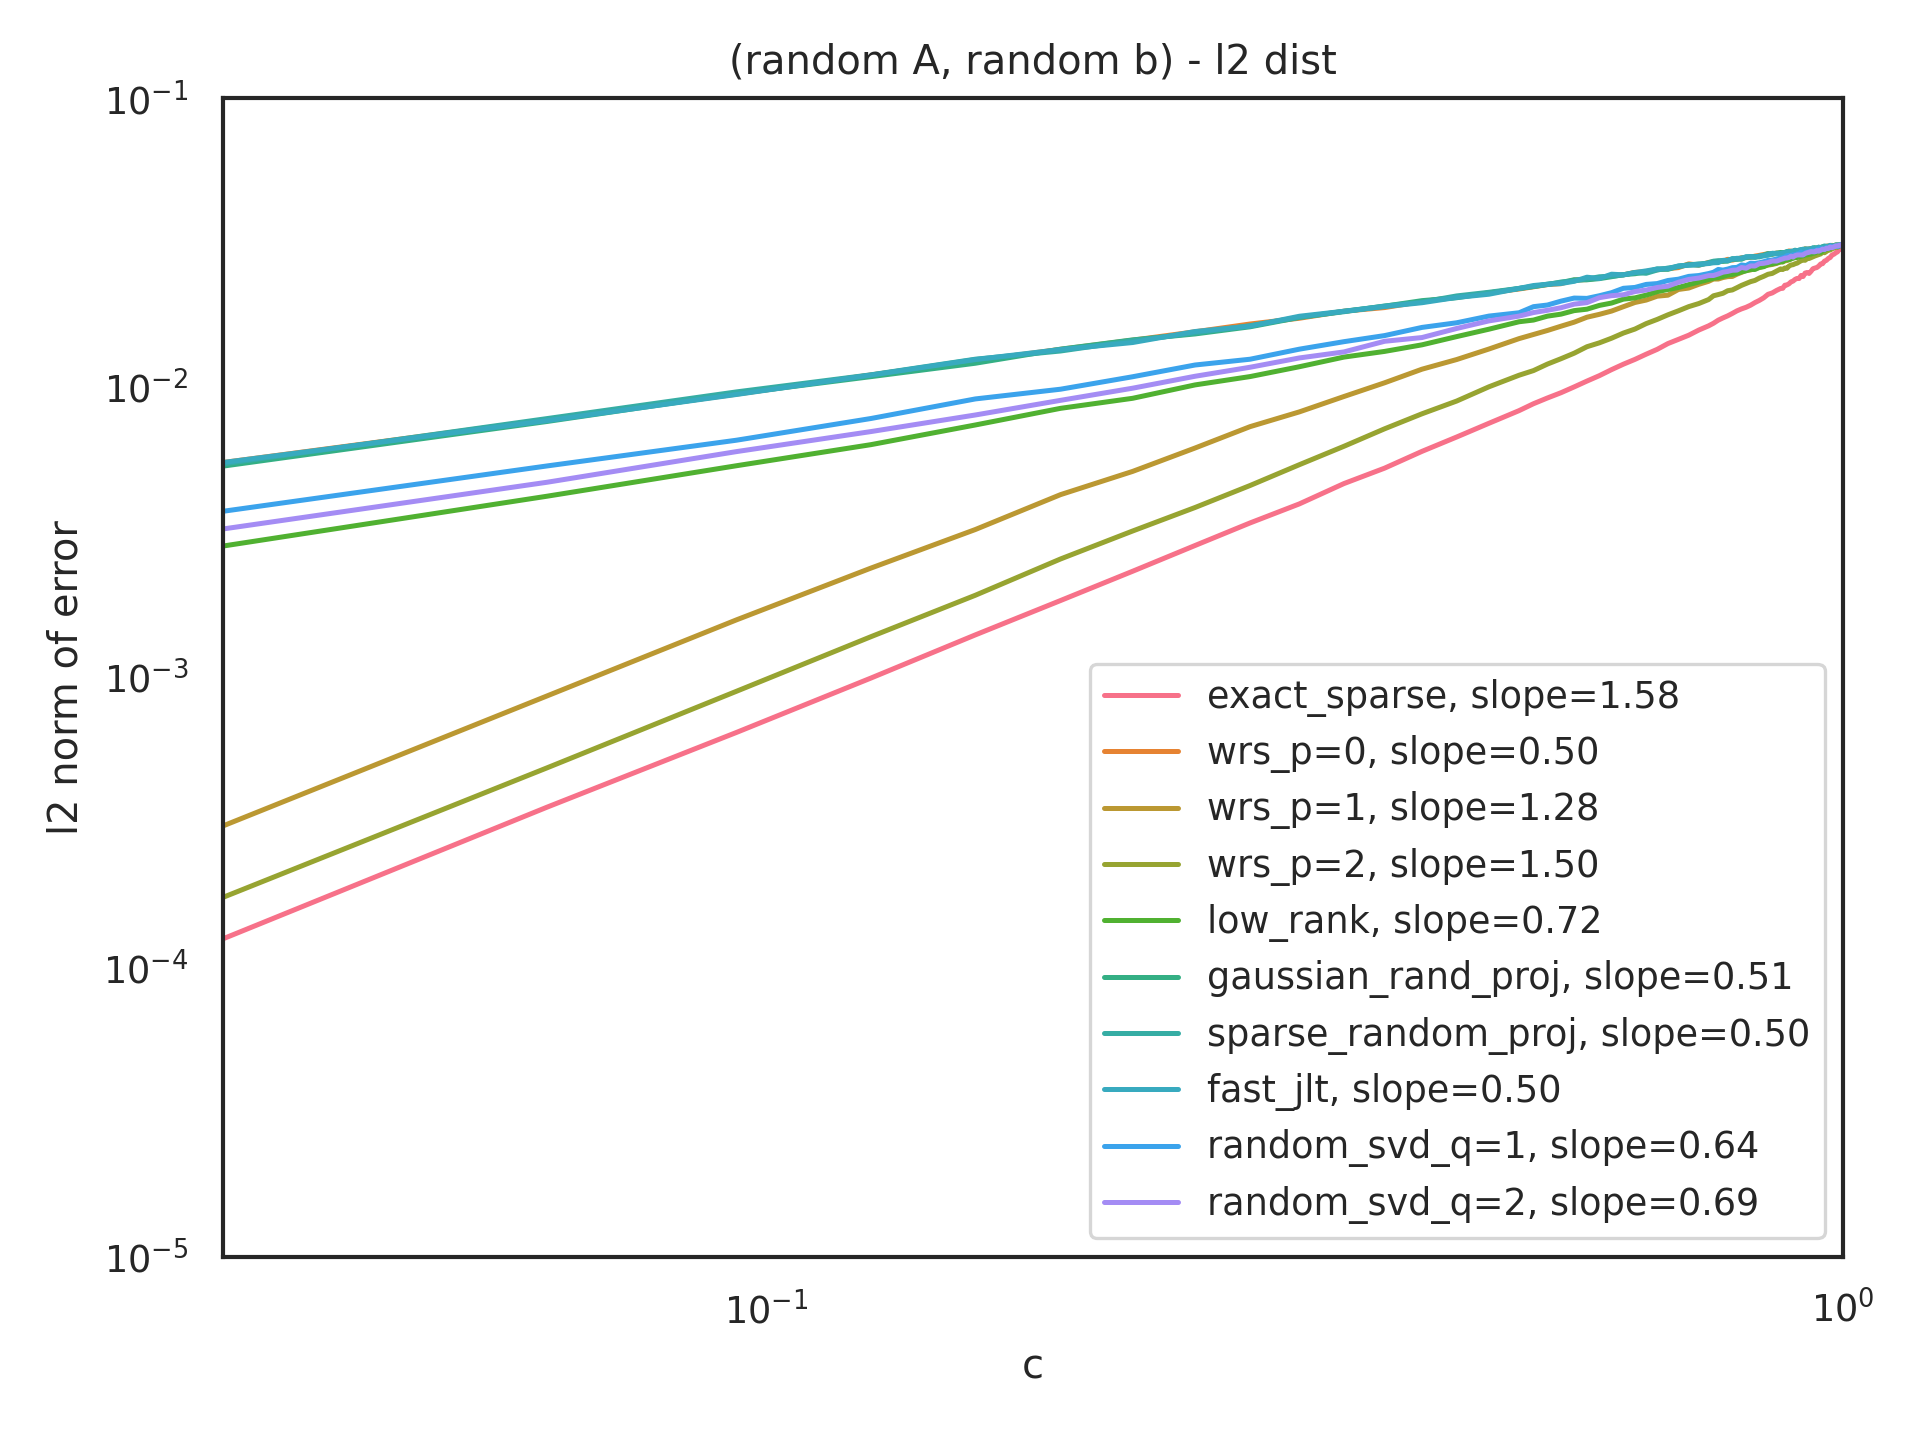 (random A, random b) - l2 dist
10⁻¹
10⁻²
10⁻³
10⁻⁴
10⁻⁵
l2 norm of error
exact_sparse, slope=1.58
wrs_p=0, slope=0.50
wrs_p=1, slope=1.28
wrs_p=2, slope=1.50
low_rank, slope=0.72
gaussian_rand_proj, slope=0.51
sparse_random_proj, slope=0.50
fast_jlt, slope=0.50
random_svd_q=1, slope=0.64
random_svd_q=2, slope=0.69
10⁻¹
10⁰
c